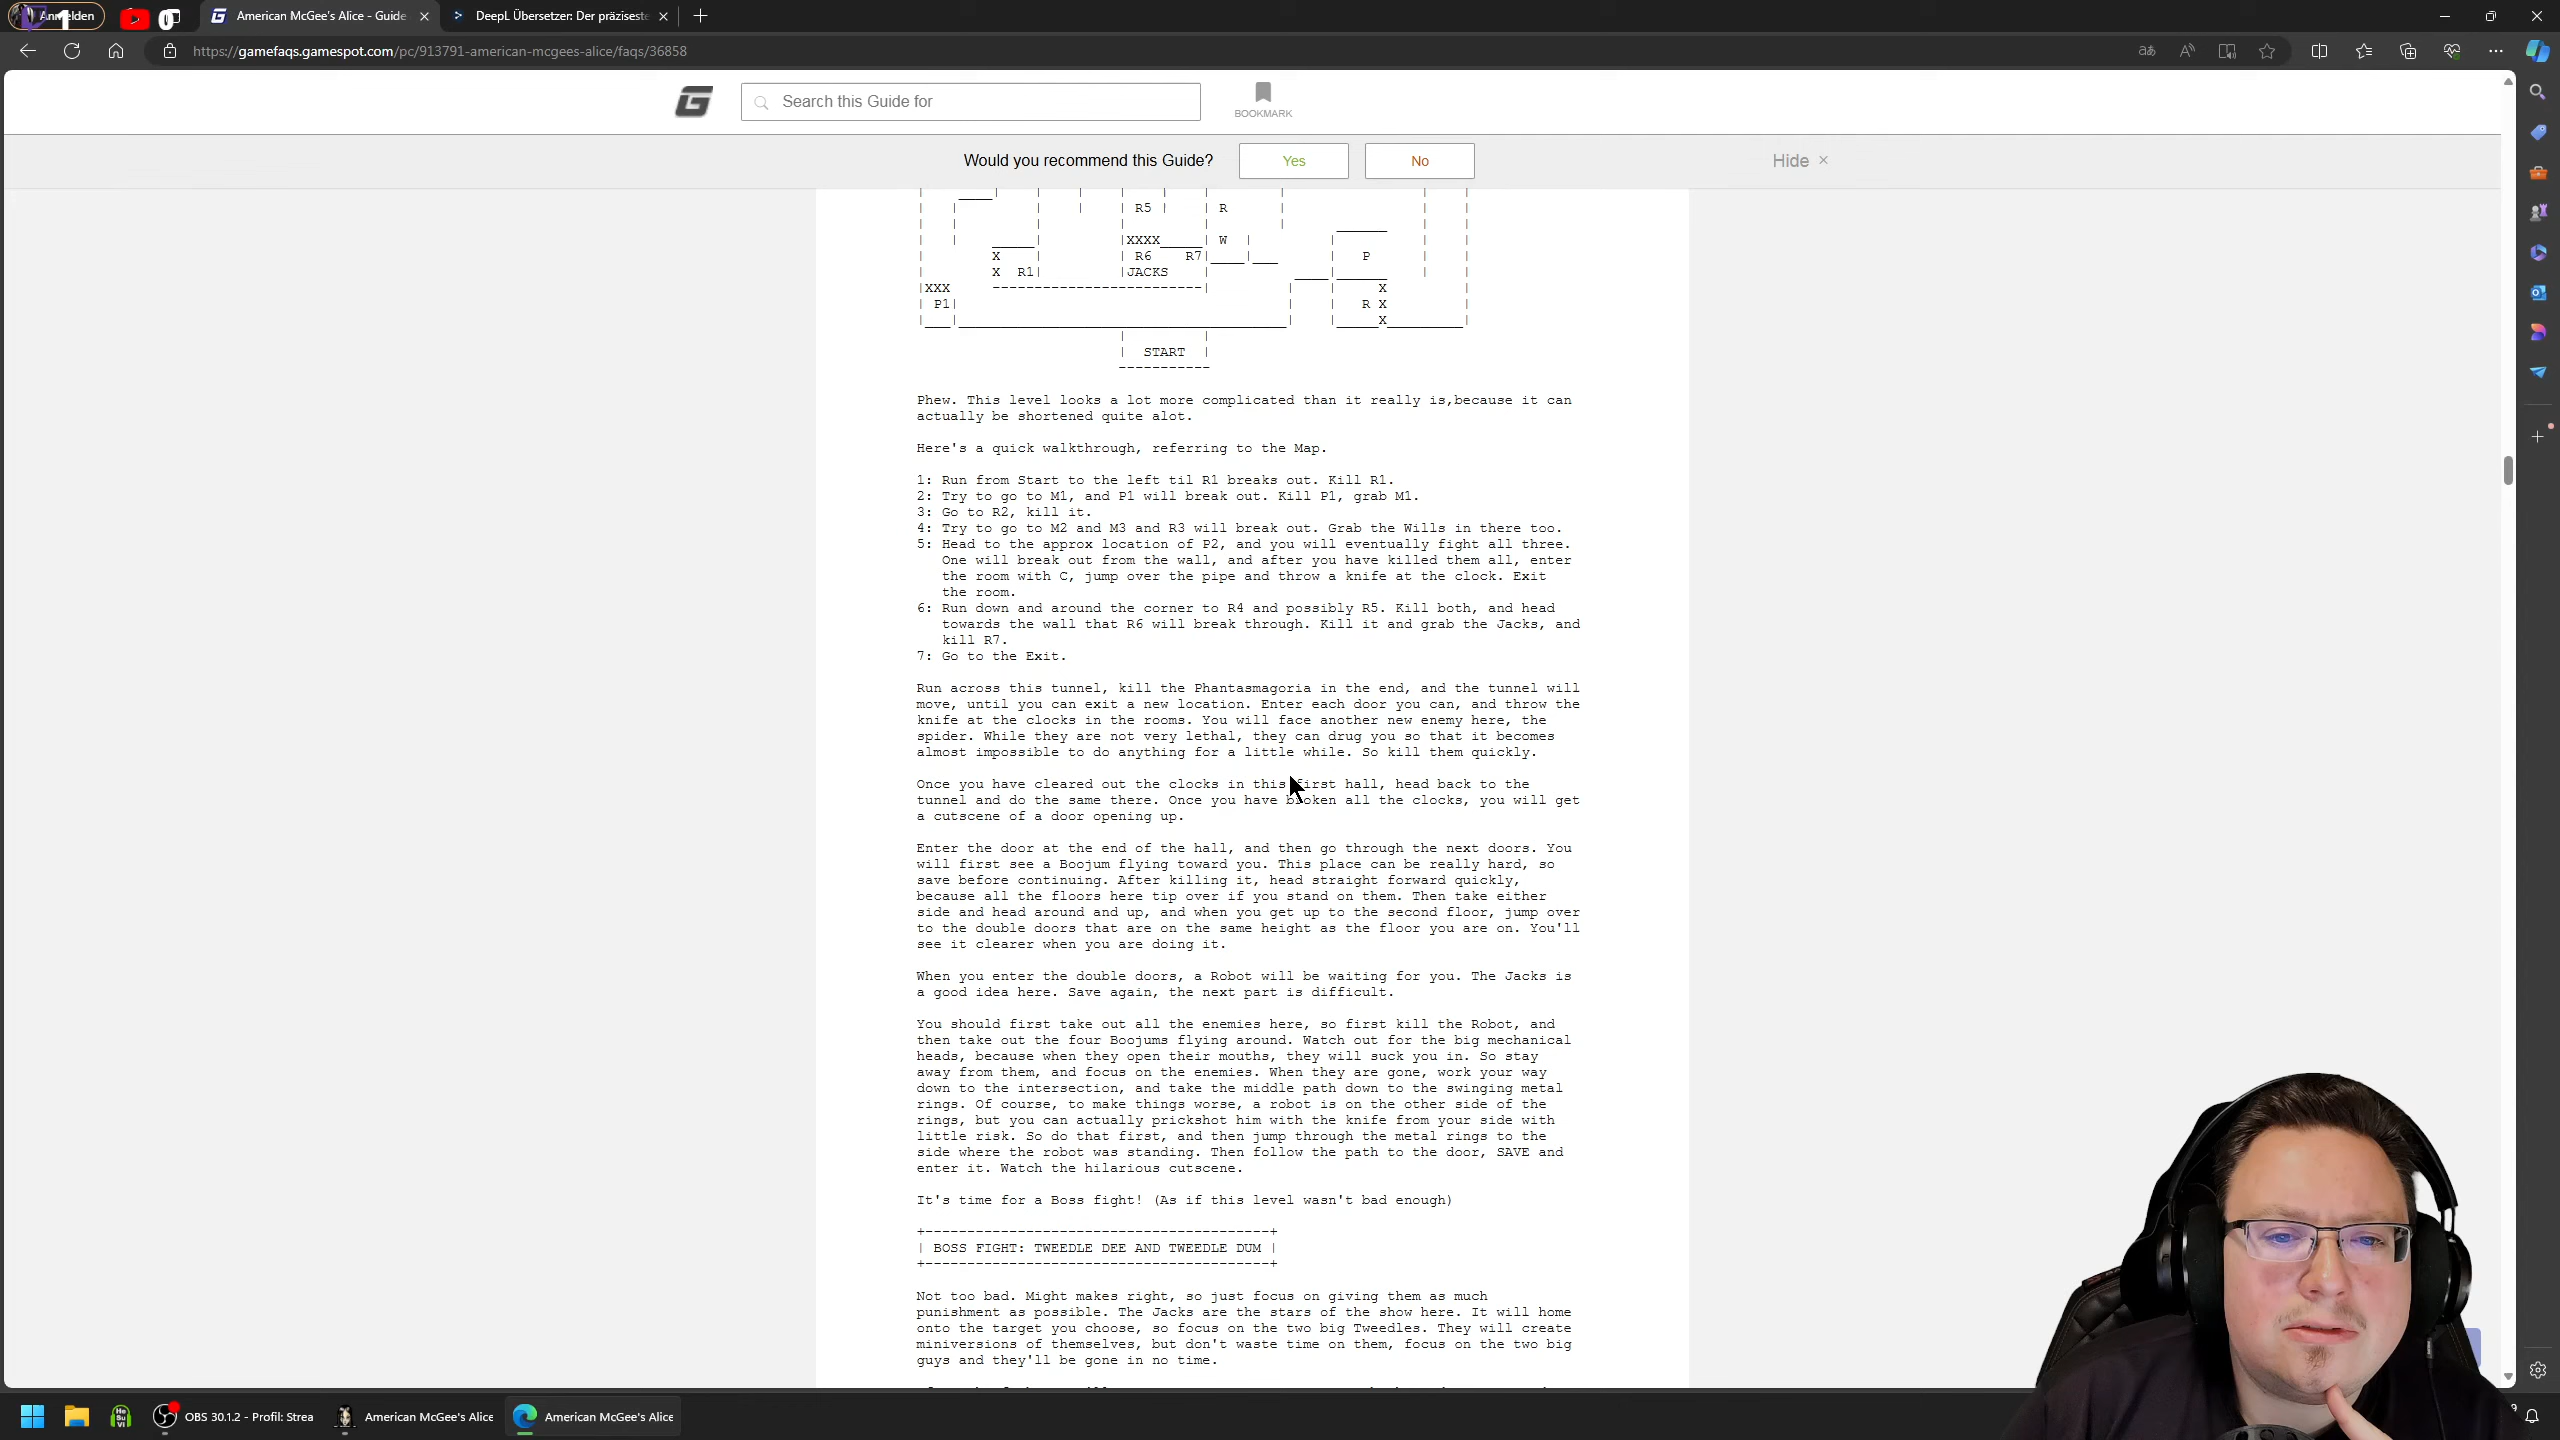 Anmelden
1
0
American McGee's Alice - Guide
DeepL Übersetzer: Der präziseste
https://gamefaqs.gamespot.com/pc/913791-american-mcgees-alice/faqs/36858
Search this Guide for
BOOKMARK
Would you recommend this Guide?
Yes
No
Hide ×
R5 | | R
|XXXX_____| W |
X | | R6 R7|____|___ | P
X R1| |JACKS |
|XXX -------------------------| | | X
| P1| | | R X
X
| START |
-----------
Phew. This level looks a lot more complicated than it really is,because it can
actually be shortened quite alot.
Here's a quick walkthrough, referring to the Map.
1: Run from Start to the left til R1 breaks out. Kill R1.
2: Try to go to M1, and P1 will break out. Kill P1, grab M1.
3: Go to R2, kill it.
4: Try to go to M2 and M3 and R3 will break out. Grab the Wills in there too.
5: Head to the approx location of P2, and you will eventually fight all three.
One will break out from the wall, and after you have killed them all, enter
the room with C, jump over the pipe and throw a knife at the clock. Exit
the room.
6: Run down and around the corner to R4 and possibly R5. Kill both, and head
towards the wall that R6 will break through. Kill it and grab the Jacks, and
kill R7.
7: Go to the Exit.
Run across this tunnel, kill the Phantasmagoria in the end, and the tunnel will
move, until you can exit a new location. Enter each door you can, and throw the
knife at the clocks in the rooms. You will face another new enemy here, the
spider. While they are not very lethal, they can drug you so that it becomes
almost impossible to do anything for a little while. So kill them quickly.
Once you have cleared out the clocks in this first hall, head back to the
tunnel and do the same there. Once you have broken all the clocks, you will get
a cutscene of a door opening up.
Enter the door at the end of the hall, and then go through the next doors. You
will first see a Boojum flying toward you. This place can be really hard, so
save before continuing. After killing it, head straight forward quickly,
because all the floors here tip over if you stand on them. Then take either
side and head around and up, and when you get up to the second floor, jump over
to the double doors that are on the same height as the floor you are on. You'll
see it clearer when you are doing it.
When you enter the double doors, a Robot will be waiting for you. The Jacks is
a good idea here. Save again, the next part is difficult.
You should first take out all the enemies here, so first kill the Robot, and
then take out the four Boojums flying around. Watch out for the big mechanical
heads, because when they open their mouths, they will suck you in. So stay
away from them, and focus on the enemies. When they are gone, work your way
down to the intersection, and take the middle path down to the swinging metal
rings. Of course, to make things worse, a robot is on the other side of the
rings, but you can actually prickshot him with the knife from your side with
little risk. So do that first, and then jump through the metal rings to the
side where the robot was standing. Then follow the path to the door, SAVE and
enter it. Watch the hilarious cutscene.
It's time for a Boss fight! (As if this level wasn't bad enough)
+-----------------------------------------+
| BOSS FIGHT: TWEEDLE DEE AND TWEEDLE DUM |
+-----------------------------------------+
Not too bad. Might makes right, so just focus on giving them as much
punishment as possible. The Jacks are the stars of the show here. It will home
onto the target you choose, so focus on the two big Tweedles. They will create
miniversions of themselves, but don't waste time on them, focus on the two big
guys and they'll be gone in no time.
HeSuVi
OBS 30.1.2 - Profil: Strea
American McGee's Alice
American McGee's Alice